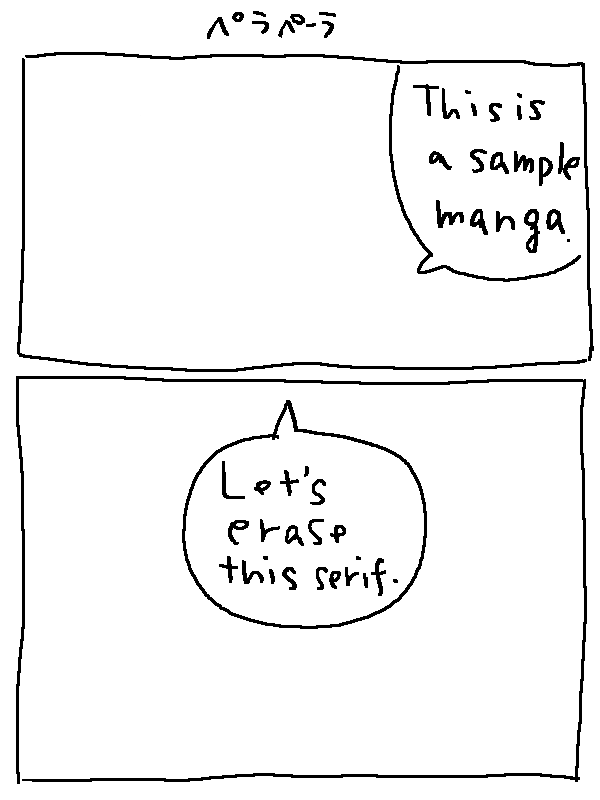 ペラペーラ
This is
a sample
manga.
Let's
erase
this serif.